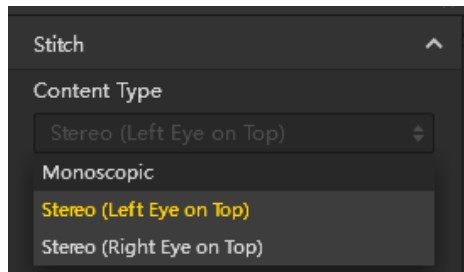 Stitch
Content Type
Stereo (Left Eye on Top)
Monoscopic
Stereo (Left Eye on Top)
Stereo (Right Eye on Top)